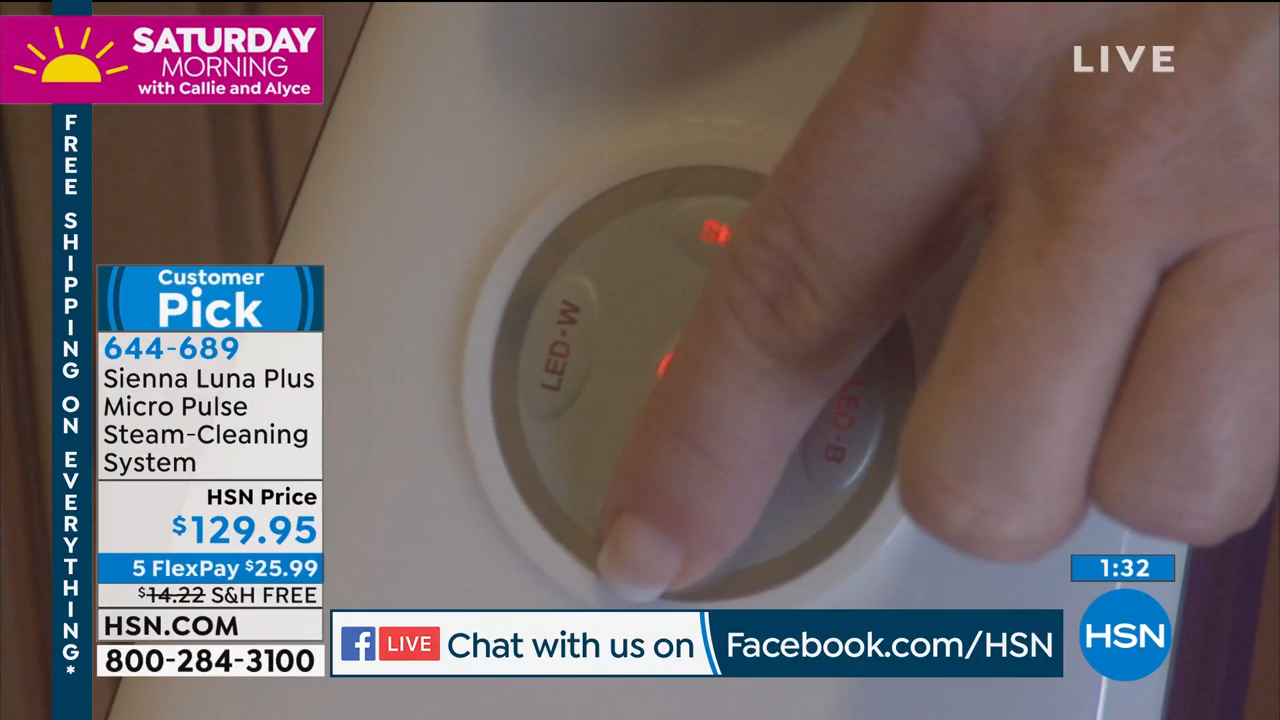 SATURDAY
MORNING
with Callie and Alyce
LIVE
FREE SHIPPING ON EVERYTHING*
Customer
Pick
644-689
Sienna Luna Plus
Micro Pulse
Steam-Cleaning
System
HSN Price
$129.95
5 FlexPay $25.99
$14.22 S&H FREE
HSN.COM
800-284-3100
LED-W
LED-B
f LIVE Chat with us on Facebook.com/HSN
1:32
HSN